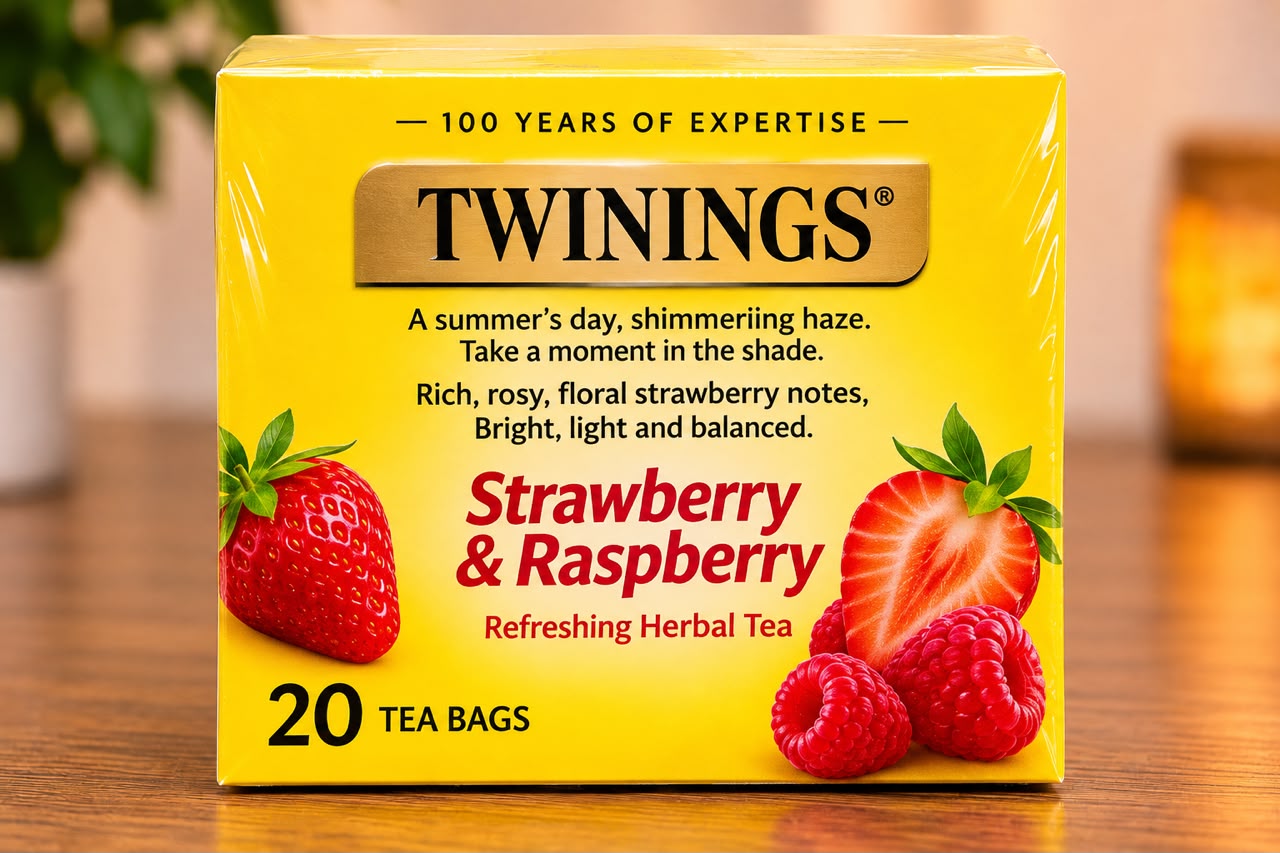 — 100 YEARS OF EXPERTISE —
TWININGS®
A summer's day, shimmeriing haze.
Take a moment in the shade.
Rich, rosy, floral strawberry notes,
Bright, light and balanced.
Strawberry
& Raspberry
Refreshing Herbal Tea
20 TEA BAGS